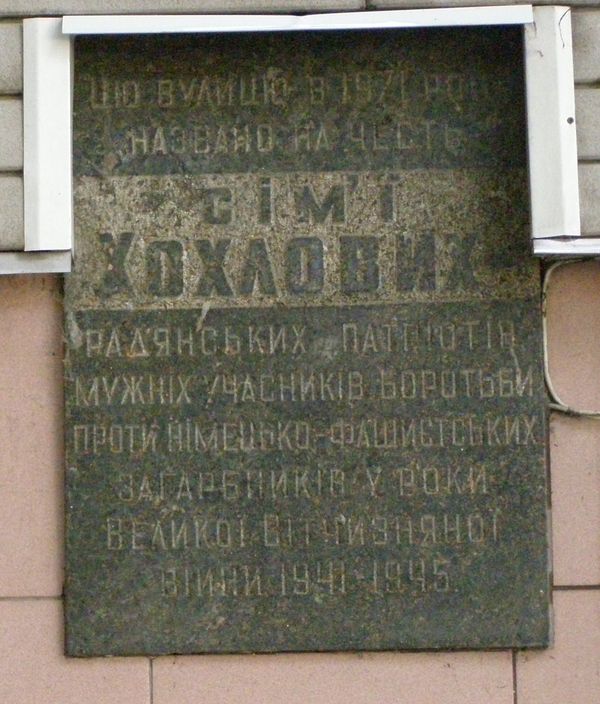 ЦЮ ВУЛИЦЮ В 1971 РОЦІ
НАЗВАНО НА ЧЕСТЬ
СІМ'Ї
ХОХЛОВИХ
РАДЯНСЬКИХ ПАТРІОТІВ
МУЖНІХ УЧАСНИКІВ БОРОТЬБИ
ПРОТИ НІМЕЦЬКО-ФАШИСТСЬКИХ
ЗАГАРБНИКІВ У РОКИ
ВЕЛИКОЇ ВІТЧИЗНЯНОЇ
ВІЙНИ 1941-1945.